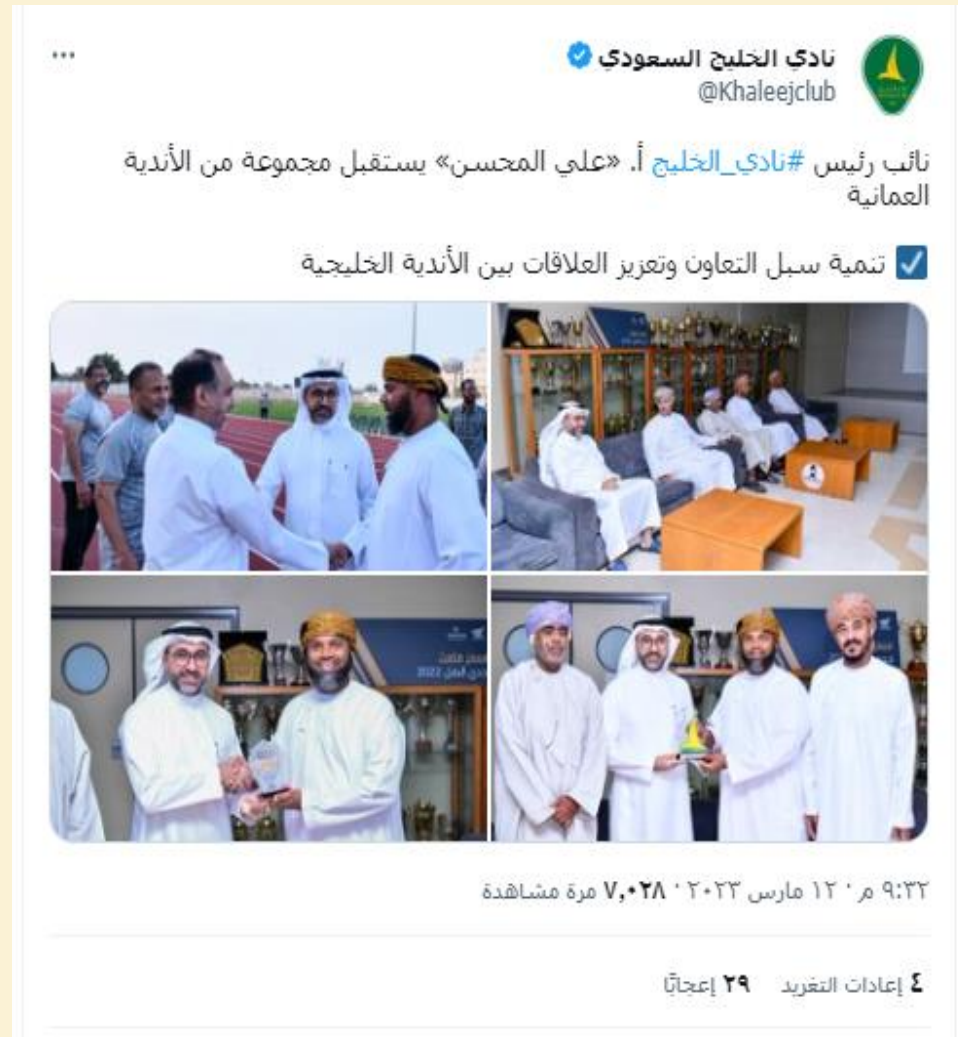 نادي الخليج السعودي
@Khaleejclub
نائب رئيس #نادي_الخليج أ. «علي المحسن» يستقبل مجموعة من الأندية
العمانية
تنمية سبل التعاون وتعزيز العلاقات بين الأندية الخليجية
٩:٣٢ م · ١٢ مارس ٢٠٢٣ · ٧,٠٢٨ مرة مشاهدة
٤ إعادات التغريد ٢٩ إعجابًا